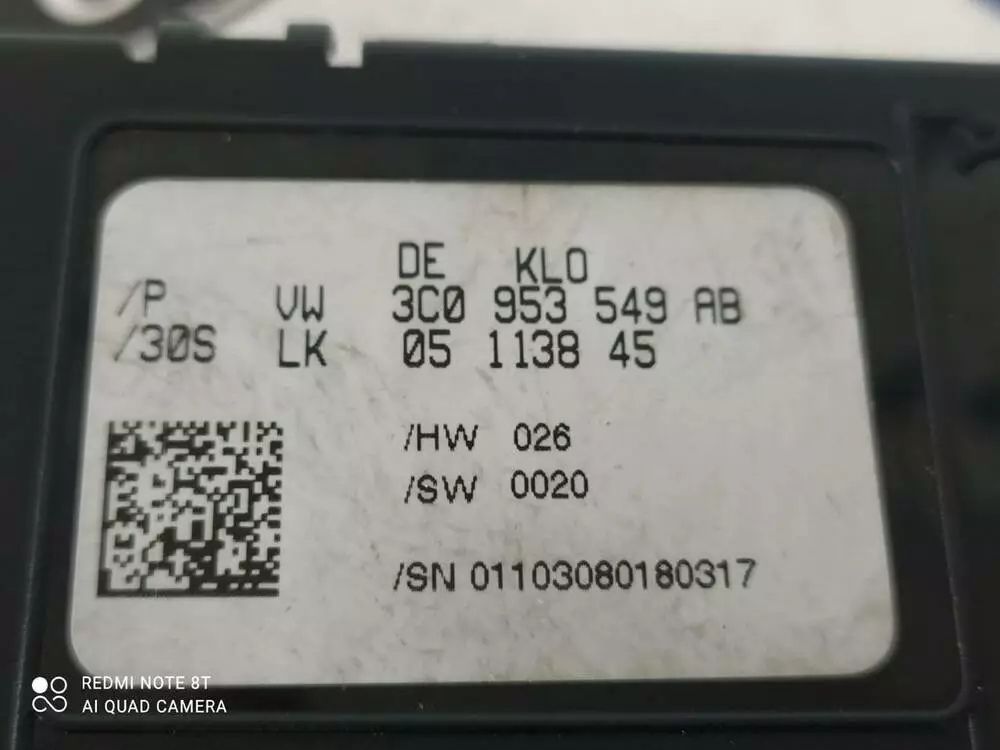 DE KLO
/P VW 3C0 953 549 AB
/30S LK 05 1138 45
/HW 026
/SW 0020
/SN 01103080180317
REDMI NOTE 8T
AI QUAD CAMERA